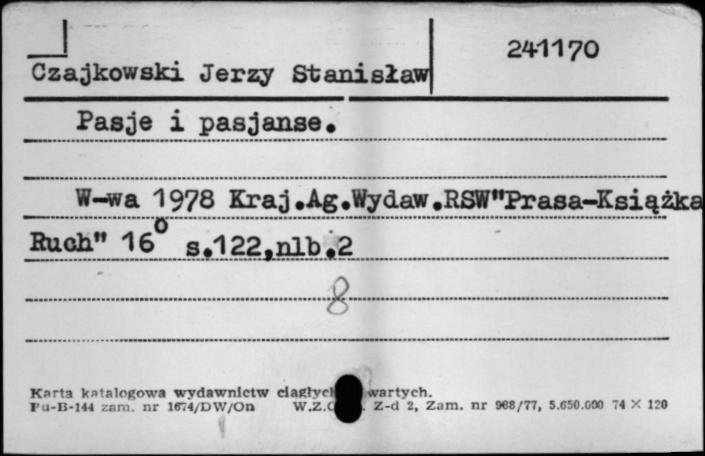 241170
Czajkowski Jerzy Stanisław
Pasje i pasjanse.
W-wa 1978 Kraj.Ag.Wydaw.RSW"Prasa-Książka
Ruch" 16° s.122,nlb.2
8
Karta katalogowa wydawnictw ciągłych wartych.
Pu-B-144 zam. nr 1674/DW/On W.Z. Z-d 2, Zam. nr 968/77, 5.650.000 74 X 120